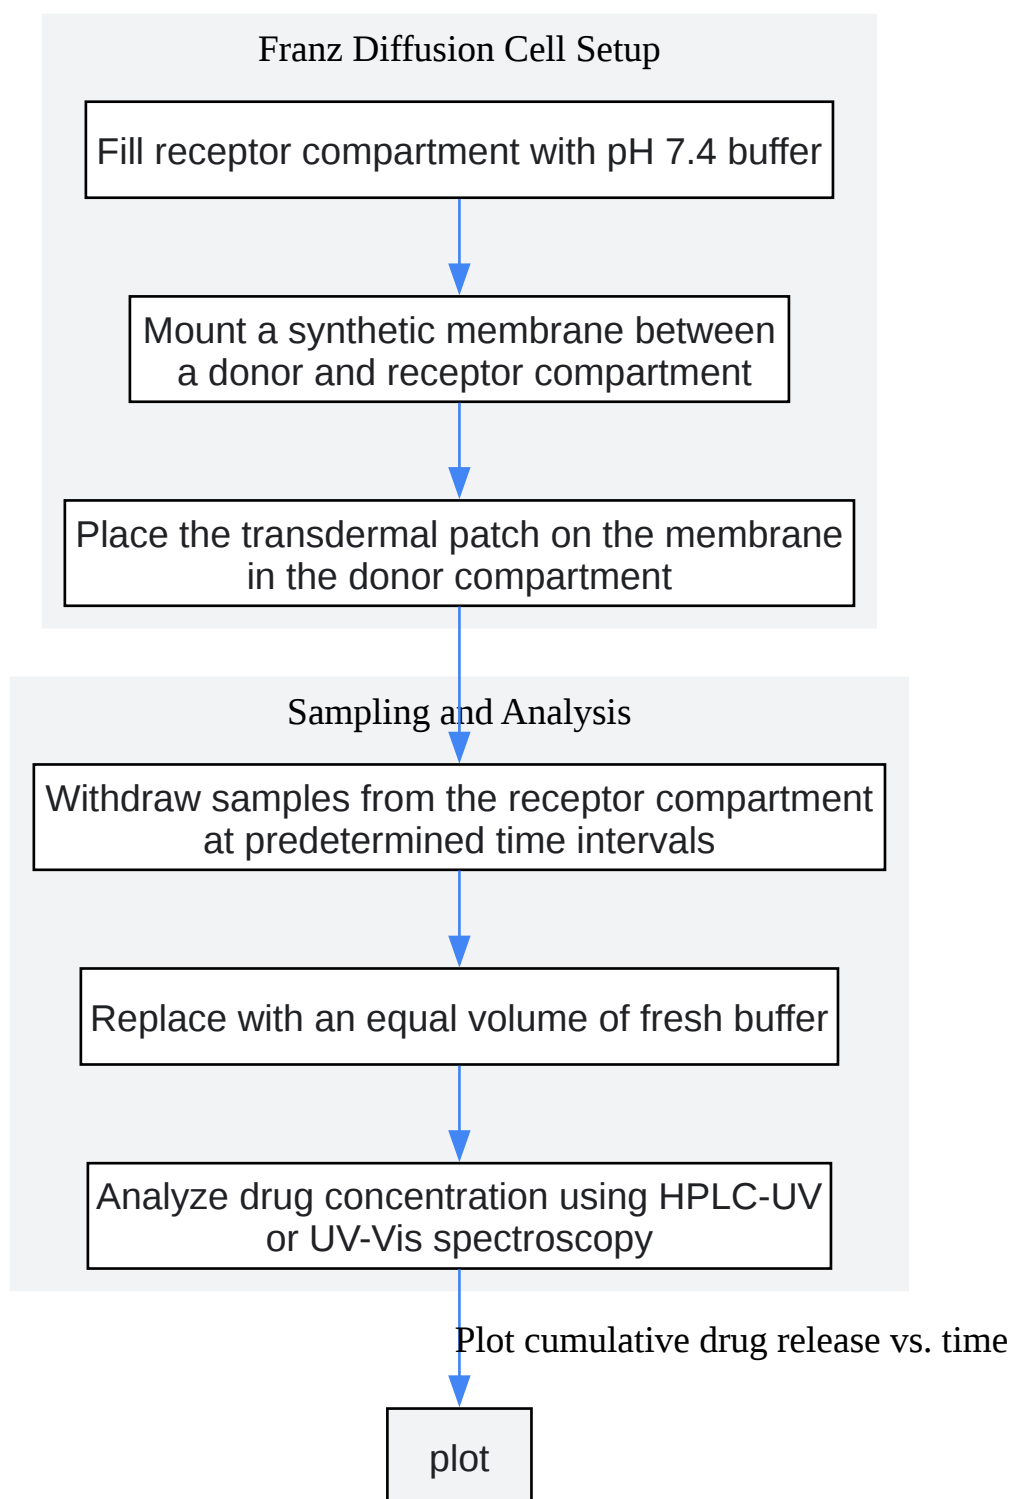 Franz Diffusion Cell Setup
Fill receptor compartment with pH 7.4 buffer
Mount a synthetic membrane between
a donor and receptor compartment
Place the transdermal patch on the membrane
in the donor compartment
Sampling and Analysis
Withdraw samples from the receptor compartment
at predetermined time intervals
Replace with an equal volume of fresh buffer
Analyze drug concentration using HPLC-UV
or UV-Vis spectroscopy
Plot cumulative drug release vs. time
plot